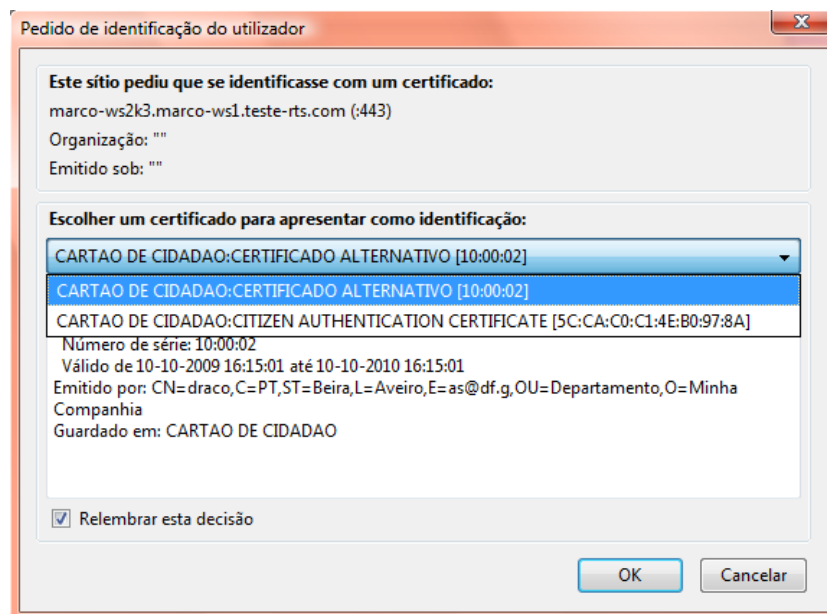 Pedido de identificação do utilizador
Este sítio pediu que se identificasse com um certificado:
marco-ws2k3.marco-ws1.teste-rts.com (:443)
Organização: ""
Emitido sob: ""
Escolher um certificado para apresentar como identificação:
CARTAO DE CIDADAO:CERTIFICADO ALTERNATIVO [10:00:02]
CARTAO DE CIDADAO:CERTIFICADO ALTERNATIVO [10:00:02]
CARTAO DE CIDADAO:CITIZEN AUTHENTICATION CERTIFICATE [5C:CA:C0:C1:4E:B0:97:8A]
Número de série: 10:00:02
Válido de 10-10-2009 16:15:01 até 10-10-2010 16:15:01
Emitido por: CN=draco,C=PT,ST=Beira,L=Aveiro,E=as@df.g,OU=Departamento,O=Minha
Companhia
Guardado em: CARTAO DE CIDADAO
Relembrar esta decisão
OK Cancelar